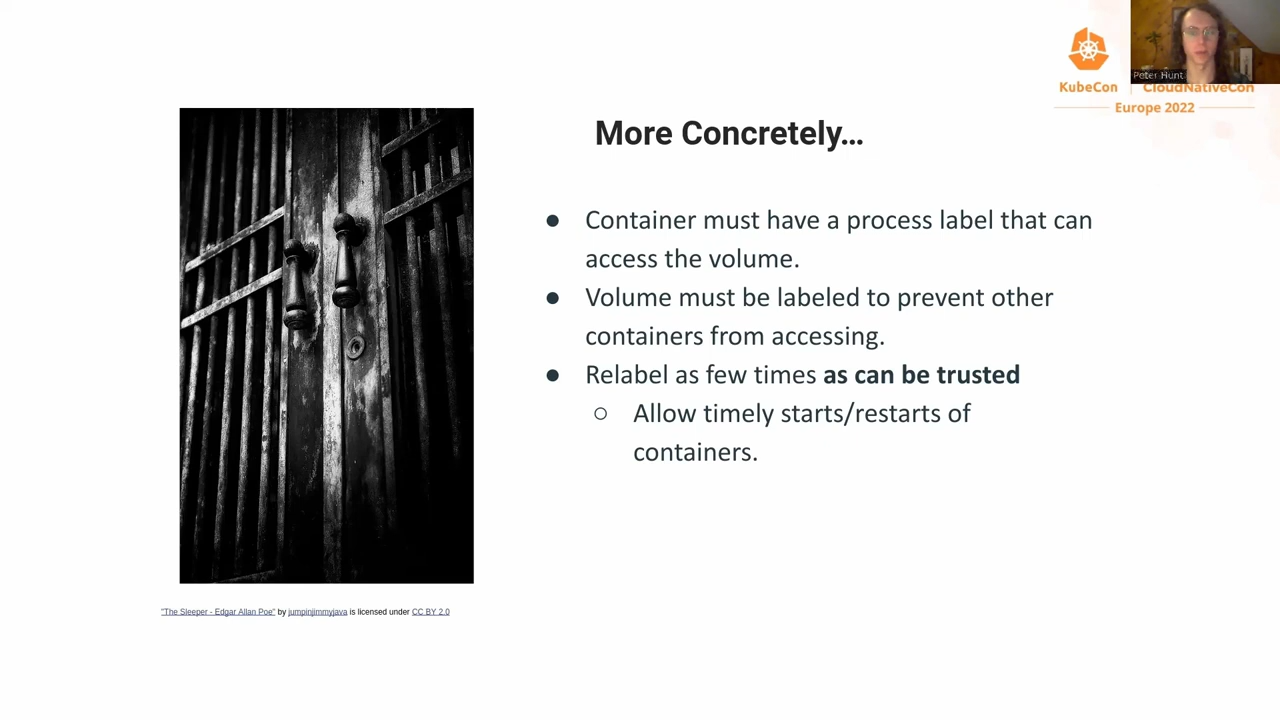 Peter Hunt
KubeCon | CloudNativeCon
Europe 2022
More Concretely...
● Container must have a process label that can
access the volume.
● Volume must be labeled to prevent other
containers from accessing.
● Relabel as few times as can be trusted
○ Allow timely starts/restarts of
containers.
"The Sleeper - Edgar Allan Poe" by jumpinjimmyjava is licensed under CC BY 2.0